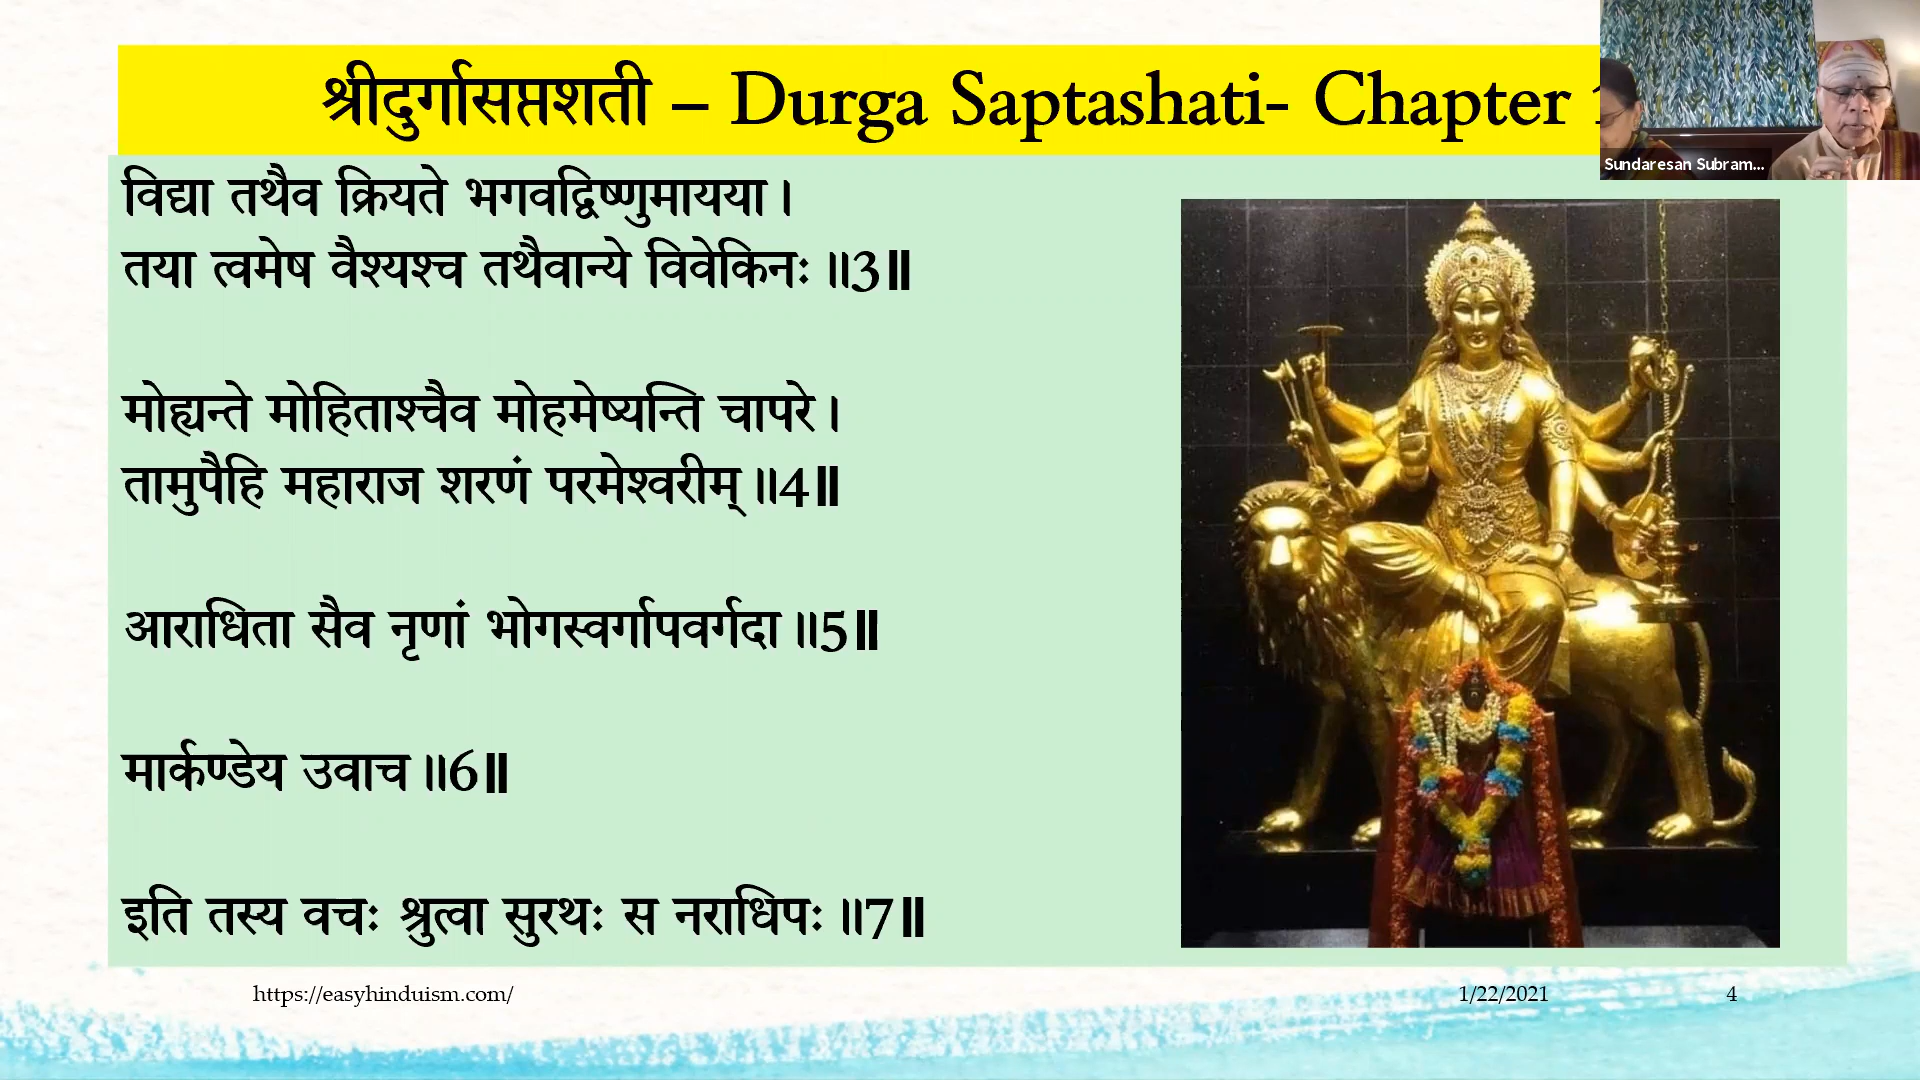 श्रीदुर्गासप्तशती – Durga Saptashati- Chapter
Sundaresan Subram...
विद्या तथैव क्रियते भगवद्विष्णुमायया।
तया त्वमेष वैश्यश्च तथैवान्ये विवेकिनः॥3॥
मोह्यन्ते मोहिताश्चैव मोहमेष्यन्ति चापरे।
तामुपैहि महाराज शरणं परमेश्वरीम्॥4॥
आराधिता सैव नृणां भोगस्वर्गापवर्गदा॥5॥
मार्कण्डेय उवाच॥6॥
इति तस्य वचः श्रुत्वा सुरथः स नराधिपः॥7॥
https://easyhinduism.com/
1/22/2021
4